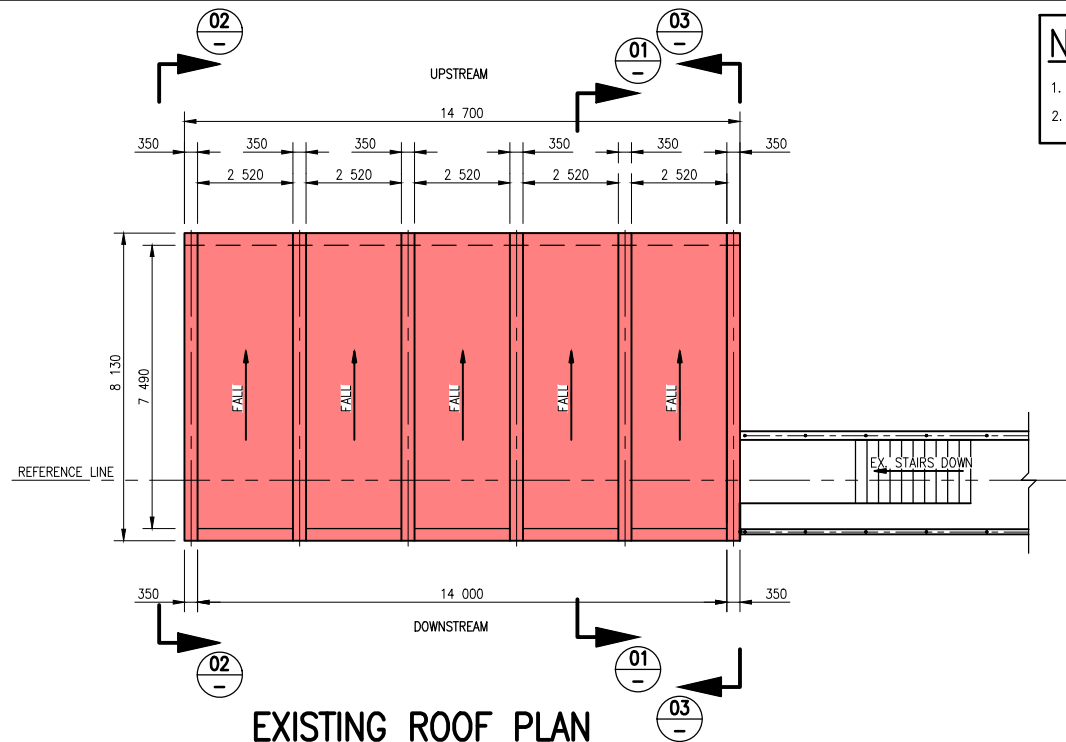 02
–
03
–
01
–
N
UPSTREAM
1.
2.
14 700
350 350 350 350 350 350 350
2 520 2 520 2 520 2 520 2 520
8 130
7 490
FALL FALL FALL FALL FALL
REFERENCE LINE
EX. STAIRS DOWN
350 14 000 350
DOWNSTREAM
02
–
01
–
03
–
EXISTING ROOF PLAN